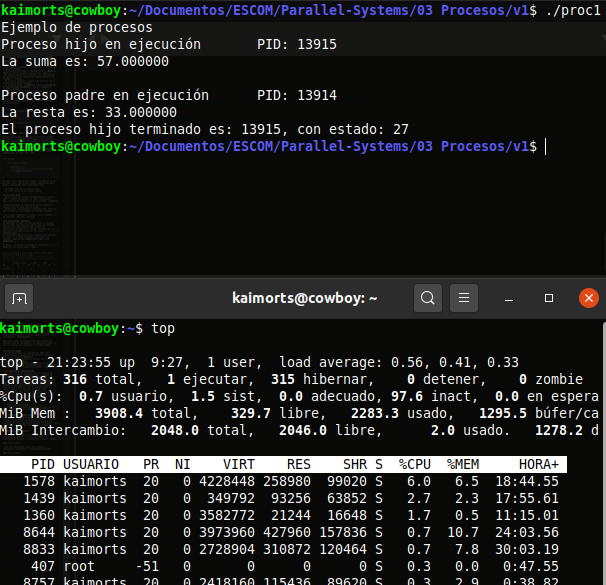 kaimorts@cowboy:~/Documentos/ESCOM/Parallel-Systems/03 Procesos/v1$ ./proc1
Ejemplo de procesos
Proceso hijo en ejecución PID: 13915
La suma es: 57.000000
Proceso padre en ejecución PID: 13914
La resta es: 33.000000
El proceso hijo terminado es: 13915, con estado: 27
kaimorts@cowboy:~/Documentos/ESCOM/Parallel-Systems/03 Procesos/v1$
kaimorts@cowboy: ~
kaimorts@cowboy:~$ top
top - 21:23:55 up 9:27, 1 user, load average: 0.56, 0.41, 0.33
Tareas: 316 total, 1 ejecutar, 315 hibernar, 0 detener, 0 zombie
%Cpu(s): 0.7 usuario, 1.5 sist, 0.0 adecuado, 97.6 inact, 0.0 en espera
MiB Mem : 3908.4 total, 329.7 libre, 2283.3 usado, 1295.5 búfer/ca
MiB Intercambio: 2048.0 total, 2046.0 libre, 2.0 usado. 1278.2 d
PID USUARIO PR NI VIRT RES SHR S %CPU %MEM HORA+
1578 kaimorts 20 0 4228448 258980 99020 S 6.0 6.5 18:44.55
1439 kaimorts 20 0 349792 93256 63852 S 2.7 2.3 17:55.61
1360 kaimorts 20 0 3582772 21244 16648 S 1.7 0.5 11:15.01
8644 kaimorts 20 0 3973960 427960 157836 S 0.7 10.7 24:03.56
8833 kaimorts 20 0 2728904 310872 120464 S 0.7 7.8 30:03.19
407 root -51 0 0 0 0 S 0.3 0.0 0:47.55
8757 kaimorts 20 0 2418160 115436 89620 S 0.3 2.9 0:38.82